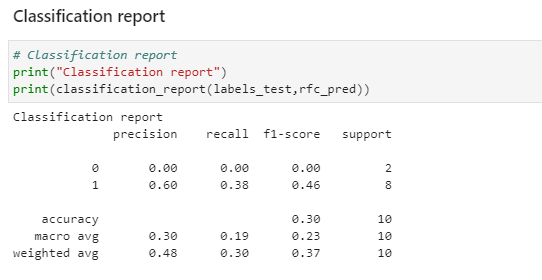 Classification report
# Classification report
print("Classification report")
print(classification_report(labels_test,rfc_pred))
Classification report
precision recall f1-score support
0 0.00 0.00 0.00 2
1 0.60 0.38 0.46 8
accuracy 0.30 10
macro avg 0.30 0.19 0.23 10
weighted avg 0.48 0.30 0.37 10